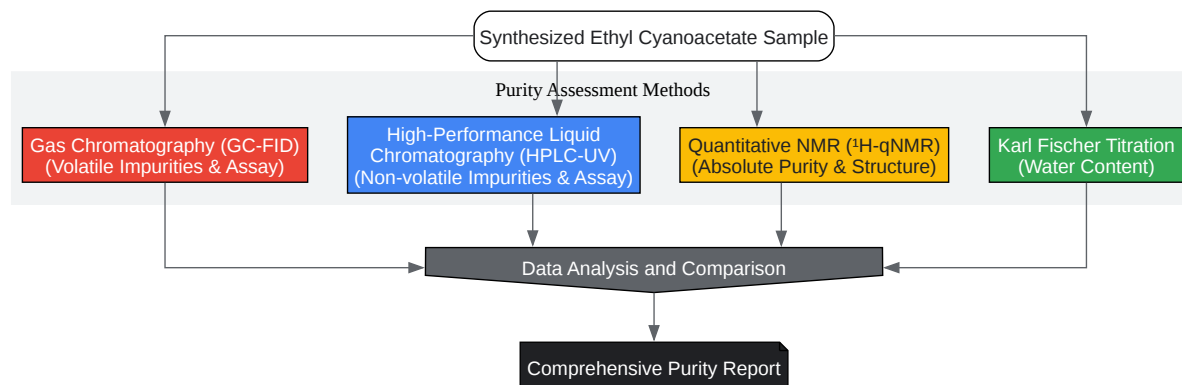 Synthesized Ethyl Cyanoacetate Sample
Purity Assessment Methods
Gas Chromatography (GC-FID)
(Volatile Impurities & Assay)
High-Performance Liquid
Chromatography (HPLC-UV)
(Non-volatile Impurities & Assay)
Quantitative NMR (¹H-qNMR)
(Absolute Purity & Structure)
Karl Fischer Titration
(Water Content)
Data Analysis and Comparison
Comprehensive Purity Report